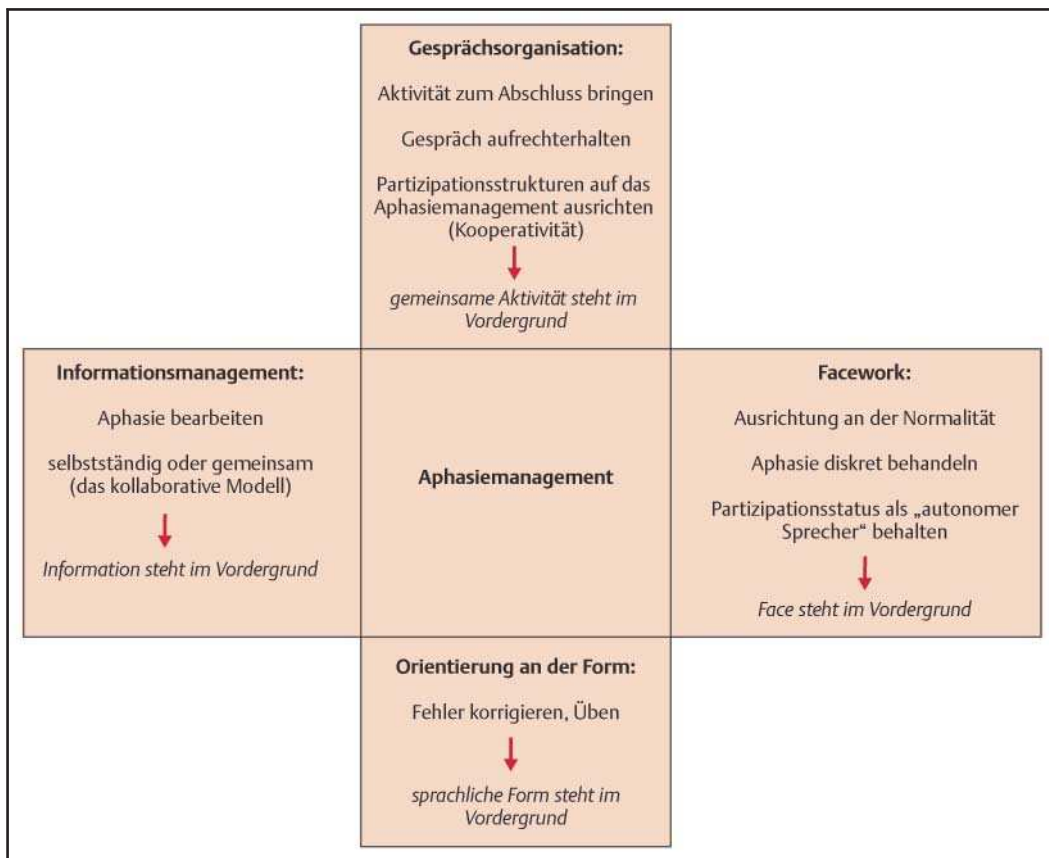 Gesprächsorganisation:
Aktivität zum Abschluss bringen
Gespräch aufrechterhalten
Partizipationsstrukturen auf das
Aphasiemanagement ausrichten
(Kooperativität)
gemeinsame Aktivität steht im
Vordergrund
Informationsmanagement:
Aphasie bearbeiten
selbstständig oder gemeinsam
(das kollaborative Modell)
Information steht im Vordergrund
Aphasiemanagement
Facework:
Ausrichtung an der Normalität
Aphasie diskret behandeln
Partizipationsstatus als „autonomer
Sprecher“ behalten
Face steht im Vordergrund
Orientierung an der Form:
Fehler korrigieren, Üben
sprachliche Form steht im
Vordergrund